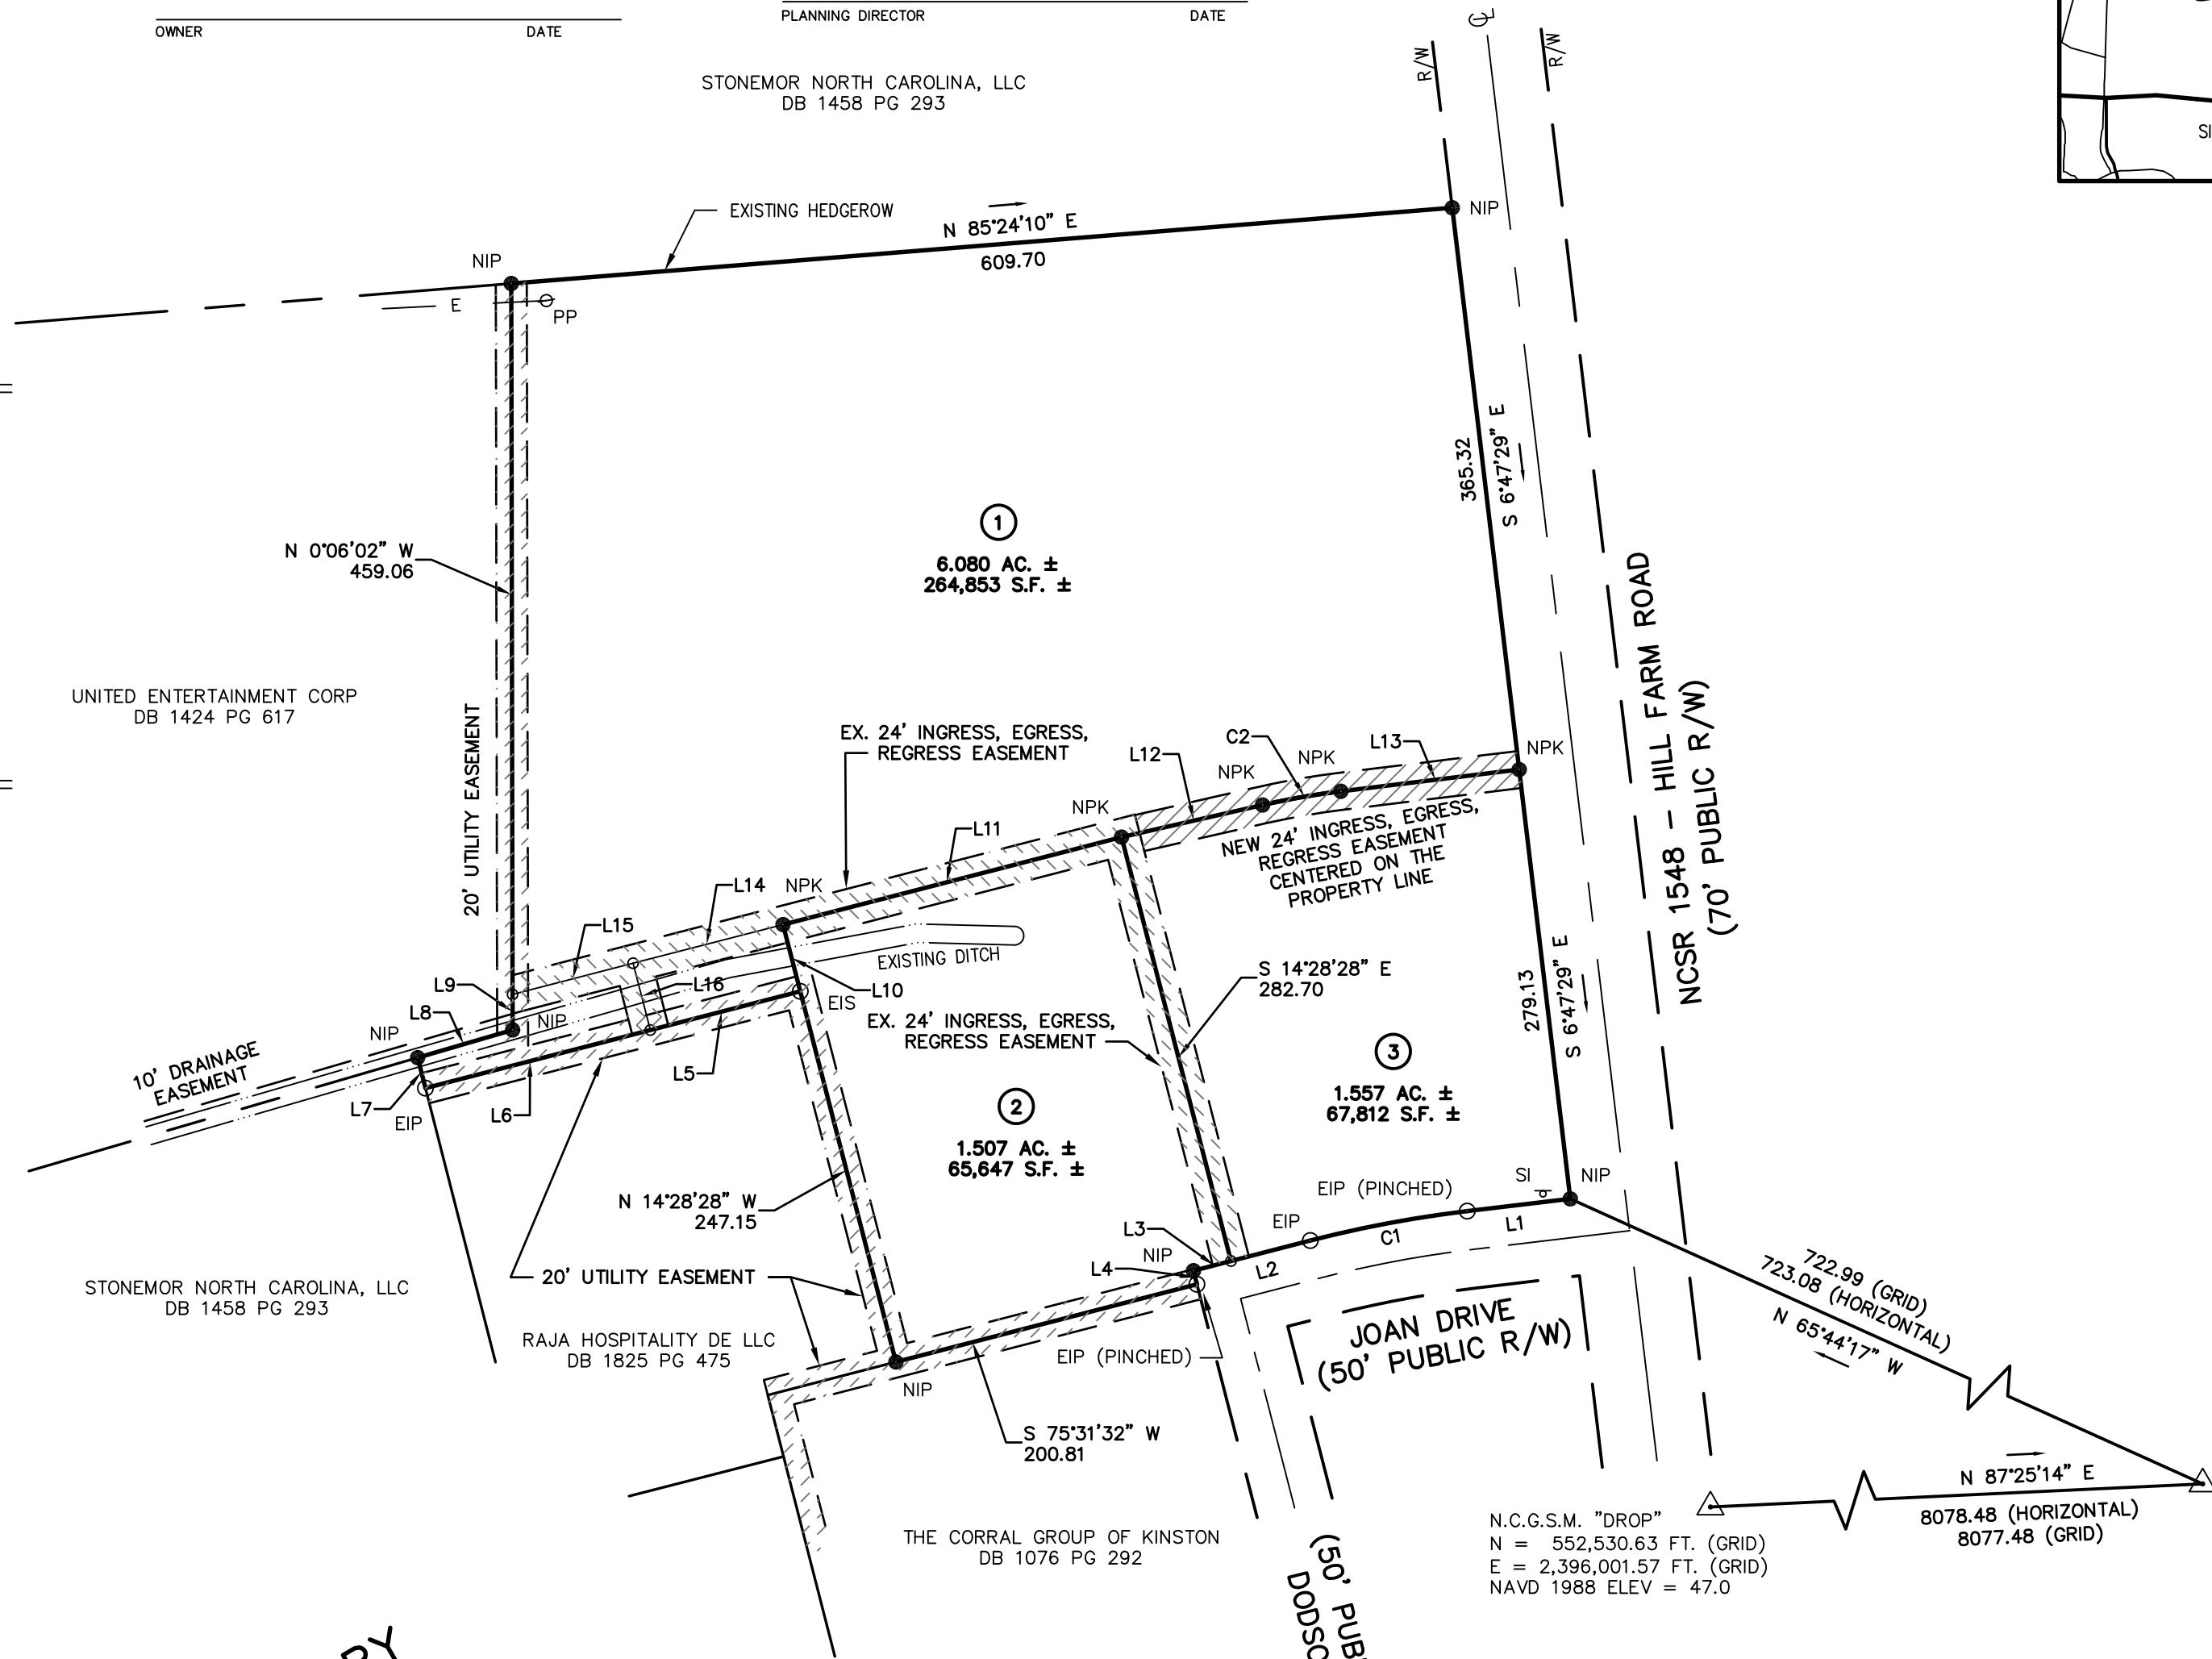 OWNER DATE
PLANNING DIRECTOR DATE
STONEMOR NORTH CAROLINA, LLC
DB 1458 PG 293
R/W
R/W
EXISTING HEDGEROW
N 85°24'10" E
609.70
NIP
NIP
E
PP
365.32
S 6°47'29" E
1
6.080 AC. ±
264,853 S.F. ±
N 0°06'02" W
459.06
UNITED ENTERTAINMENT CORP
DB 1424 PG 617
20' UTILITY EASEMENT
EX. 24' INGRESS, EGRESS,
REGRESS EASEMENT
L12
C2
NPK
NPK
L13
NPK
NPK
L11
NEW 24' INGRESS, EGRESS,
REGRESS EASEMENT
CENTERED ON THE
PROPERTY LINE
NCSR 1548 - HILL FARM ROAD
(70' PUBLIC R/W)
L14
NPK
L15
EXISTING DITCH
L9
L8
L16
L10
EIS
NIP
NIP
10' DRAINAGE
EASEMENT
L7
EIP
L6
L5
EX. 24' INGRESS, EGRESS,
REGRESS EASEMENT
S 14°28'28" E
282.70
279.13
S 6°47'29" E
3
1.557 AC. ±
67,812 S.F. ±
2
1.507 AC. ±
65,647 S.F. ±
N 14°28'28" W
247.15
EIP (PINCHED)
SI
NIP
EIP
C1
L1
L3
NIP
L4
L2
20' UTILITY EASEMENT
STONEMOR NORTH CAROLINA, LLC
DB 1458 PG 293
RAJA HOSPITALITY DE LLC
DB 1825 PG 475
EIP (PINCHED)
JOAN DRIVE
(50' PUBLIC R/W)
722.99 (GRID)
723.08 (HORIZONTAL)
N 65°44'17" W
NIP
S 75°31'32" W
200.81
N 87°25'14" E
8078.48 (HORIZONTAL)
8077.48 (GRID)
THE CORRAL GROUP OF KINSTON
DB 1076 PG 292
N.C.G.S.M. "DROP"
N = 552,530.63 FT. (GRID)
E = 2,396,001.57 FT. (GRID)
NAVD 1988 ELEV = 47.0
(50' PUB
DODSO